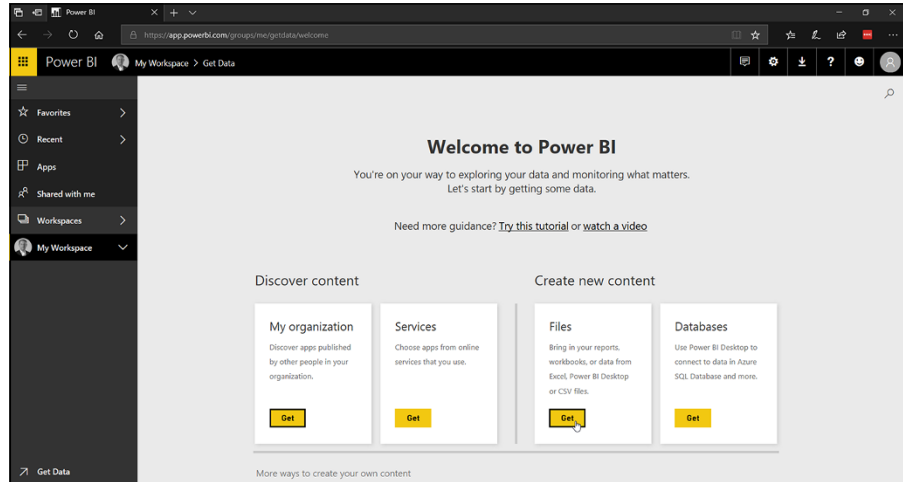 Power BI
https://app.powerbi.com/groups/me/getdata/welcome
Power BI
My Workspace > Get Data
Favorites
Recent
Apps
Shared with me
Workspaces
My Workspace
Get Data
Welcome to Power BI
You're on your way to exploring your data and monitoring what matters.
Let's start by getting some data.
Need more guidance? Try this tutorial or watch a video
Discover content
Create new content
My organization
Discover apps published
by other people in your
organization.
Get
Services
Choose apps from online
services that you use.
Get
Files
Bring in your reports,
workbooks, or data from
Excel, Power BI Desktop
or CSV files.
Get
Databases
Use Power BI Desktop to
connect to data in Azure
SQL Database and more.
Get
More ways to create your own content